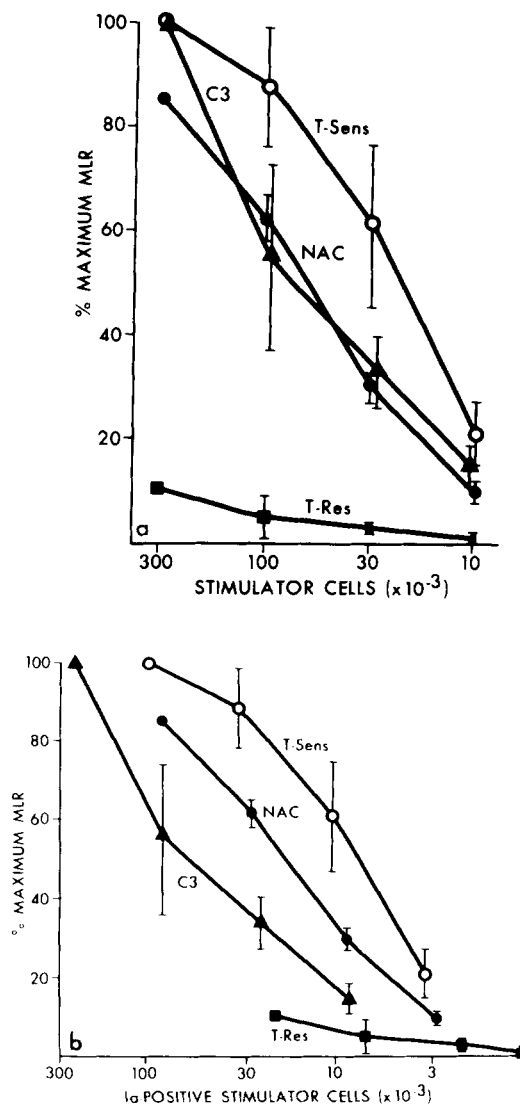 100
80
60
40
20
% MAXIMUM MLR
C3
T-Sens
NAC
T-Res
a
300 100 30 10
STIMULATOR CELLS (x10-3)
100
80
60
40
20
% MAXIMUM MLR
T-Sens
NAC
C3
T-Res
b
300 100 30 10 3
Ia-POSITIVE STIMULATOR CELLS (x10-3)